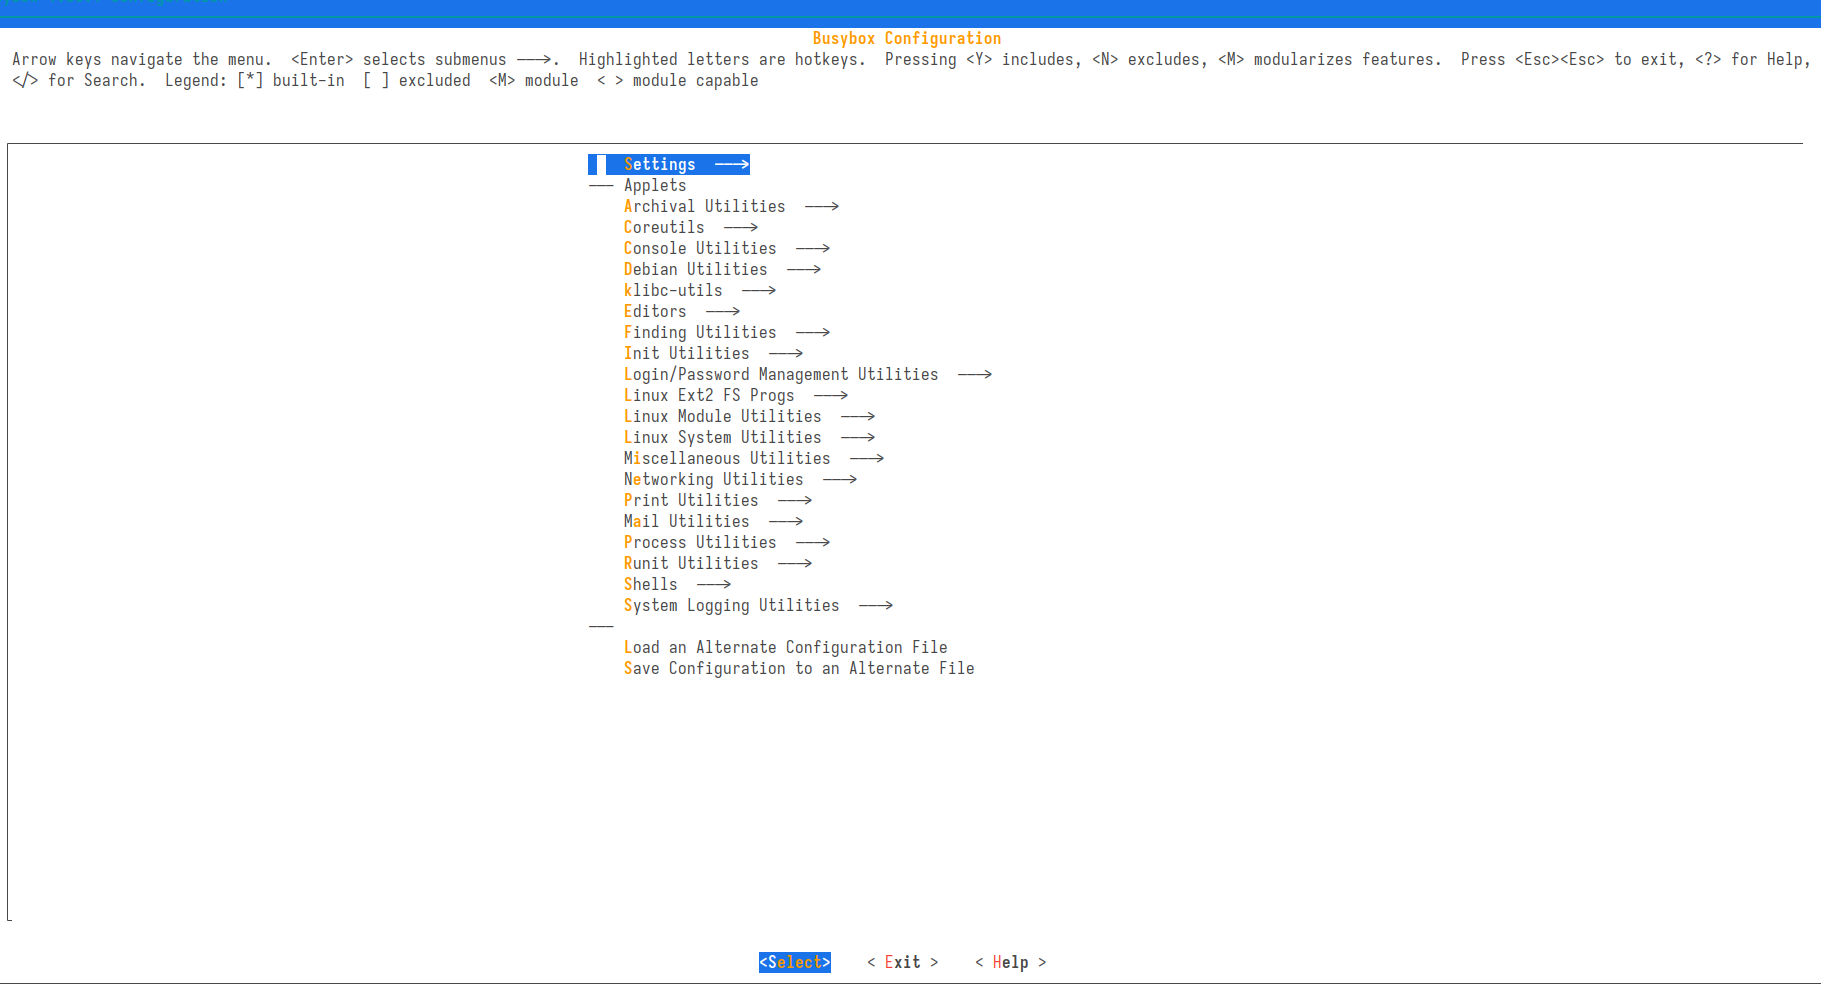 Busybox Configuration
Arrow keys navigate the menu.  <Enter> selects submenus --->.  Highlighted letters are hotkeys.  Pressing <Y> includes, <N> excludes, <M> modularizes features.  Press <Esc><Esc> to exit, <?> for Help,
</> for Search.  Legend: [*] built-in  [ ] excluded  <M> module  < > module capable
Settings  --->
--- Applets
Archival Utilities  --->
Coreutils  --->
Console Utilities  --->
Debian Utilities  --->
klibc-utils  --->
Editors  --->
Finding Utilities  --->
Init Utilities  --->
Login/Password Management Utilities  --->
Linux Ext2 FS Progs  --->
Linux Module Utilities  --->
Linux System Utilities  --->
Miscellaneous Utilities  --->
Networking Utilities  --->
Print Utilities  --->
Mail Utilities  --->
Process Utilities  --->
Runit Utilities  --->
Shells  --->
System Logging Utilities  --->
---
Load an Alternate Configuration File
Save Configuration to an Alternate File
<Select>    < Exit >    < Help >